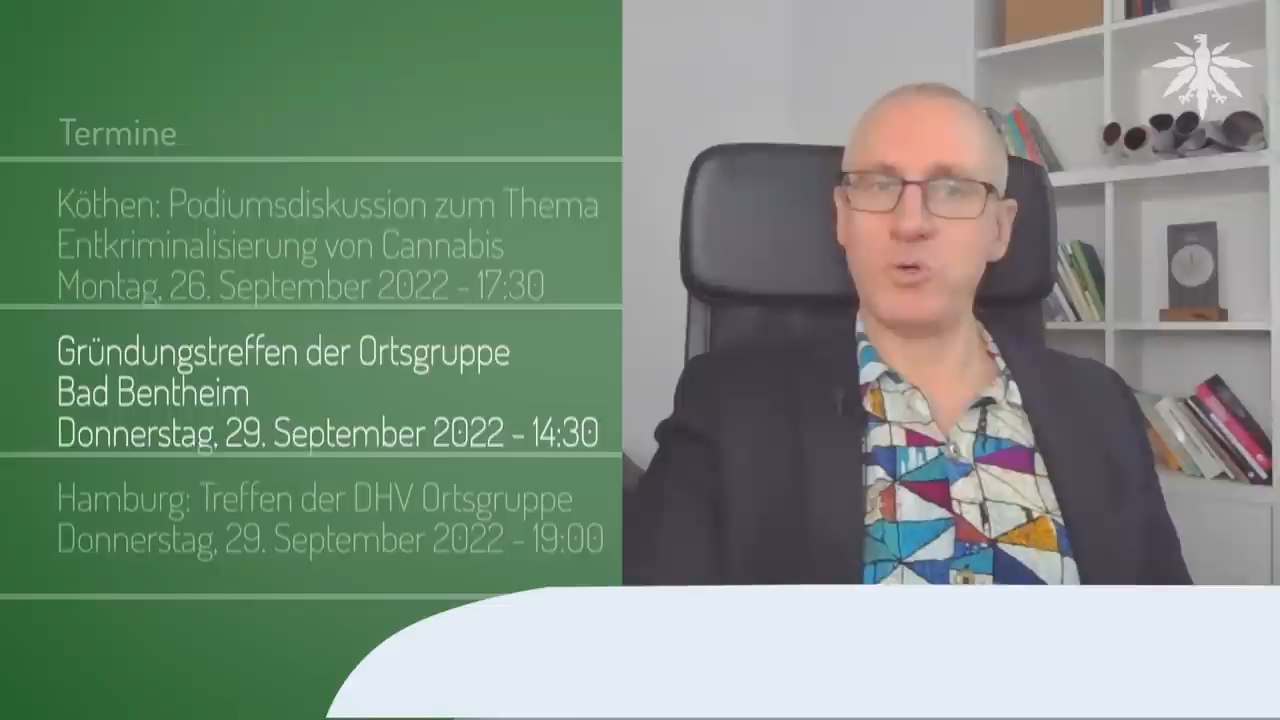 Termine
Köthen: Podiumsdiskussion zum Thema
Entkriminalisierung von Cannabis
Montag, 26. September 2022 - 17:30
Gründungstreffen der Ortsgruppe
Bad Bentheim
Donnerstag, 29. September 2022 - 14:30
Hamburg: Treffen der DHV Ortsgruppe
Donnerstag, 29. September 2022 - 19:00